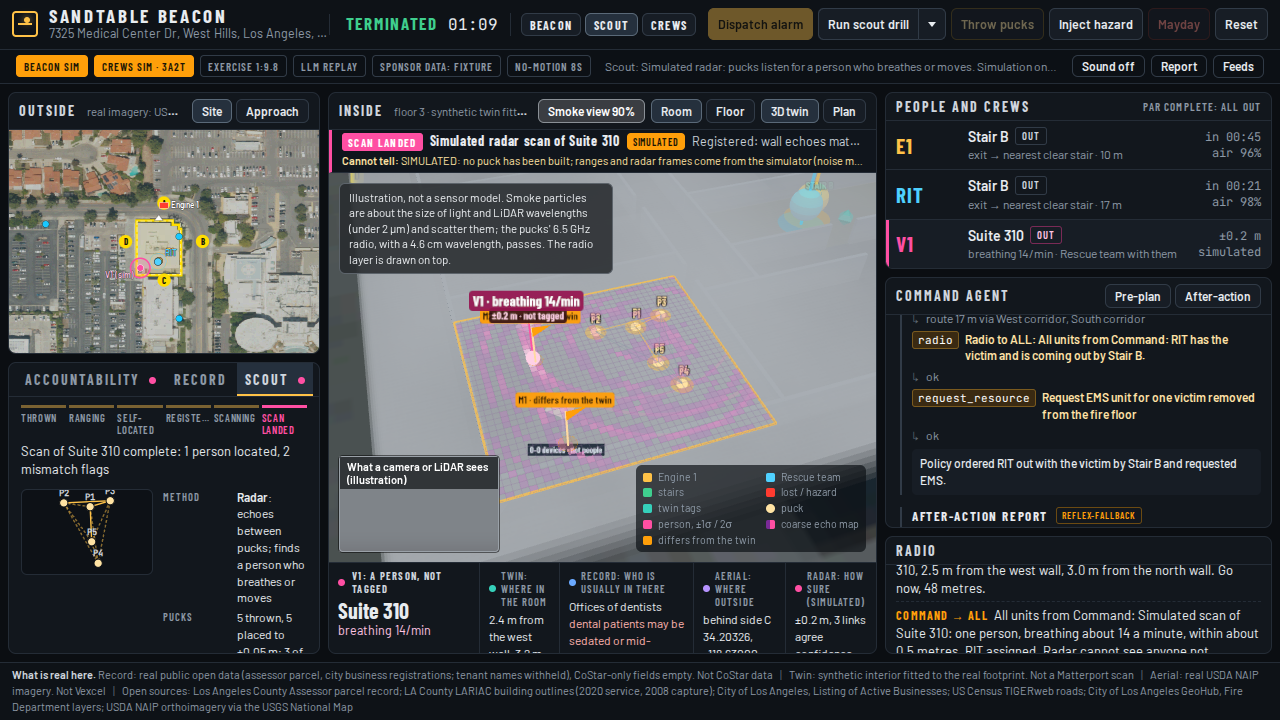 SANDTABLE BEACON
7325 Medical Center Dr, West Hills, Los Angeles, ...
TERMINATED 01:09
BEACON SCOUT CREWS
Dispatch alarm
Run scout drill
Throw pucks
Inject hazard
Mayday
Reset
BEACON SIM
CREWS SIM · 3A2T
EXERCISE 1:9.8
LLM REPLAY
SPONSOR DATA: FIXTURE
NO-MOTION 8S
Scout: Simulated radar: pucks listen for a person who breathes or moves. Simulation on...
Sound off
Report
Feeds
OUTSIDE
real imagery: US...
Site
Approach
Engine 1
D
B
C
ACCOUNTABILITY
RECORD
SCOUT
THROWN
RANGING
SELF-LOCATED
REGISTE...
SCANNING
SCAN LANDED
Scan of Suite 310 complete: 1 person located, 2
mismatch flags
P2 P1 P3
P5
P4
METHOD
Radar:
echoes
between
pucks; finds
a person who
breathes or
moves
PUCKS
5 thrown, 5
placed to
±0.05 m; 3 of
INSIDE
floor 3 · synthetic twin fitt...
Smoke view 90%
Room
Floor
3D twin
Plan
SCAN LANDED
Simulated radar scan of Suite 310
SIMULATED
Registered: wall echoes mat...
Cannot tell: SIMULATED: no puck has been built; ranges and radar frames come from the simulator (noise m...
Illustration, not a sensor model. Smoke particles
are about the size of light and LiDAR wavelengths
(under 2 µm) and scatter them; the pucks' 6.5 GHz
radio, with a 4.6 cm wavelength, passes. The radio
layer is drawn on top.
V1 · breathing 14/min
±0.2 m · not tagged
P2
P1
P3
P5
P4
M1 · differs from the twin
0-0 devices · not people
What a camera or LiDAR sees
(illustration)
Engine 1
Rescue team
stairs
lost / hazard
twin tags
puck
person, ±1σ / 2σ
coarse echo map
differs from the twin
V1: A PERSON, NOT
TAGGED
Suite 310
breathing 14/min
TWIN:
WHERE IN
THE ROOM
2.4 m from
the west
RECORD: WHO IS
USUALLY IN THERE
Offices of dentists
dental patients may be
sedated or mid-
AERIAL:
WHERE
OUTSIDE
behind side C
34.20326,
RADAR: HOW
SURE
(SIMULATED)
±0.2 m, 3 links
agree
PEOPLE AND CREWS
PAR COMPLETE: ALL OUT
E1
Stair B OUT
exit → nearest clear stair · 10 m
in 00:45
air 96%
RIT
Stair B OUT
exit → nearest clear stair · 17 m
in 00:21
air 98%
V1
Suite 310 OUT
breathing 14/min · Rescue team with them
±0.2 m
simulated
COMMAND AGENT
Pre-plan
After-action
↳ route 17 m via West corridor, South corridor
radio
Radio to ALL: All units from Command: RIT has the
victim and is coming out by Stair B.
↳ ok
request_resource
Request EMS unit for one victim removed
from the fire floor
↳ ok
Policy ordered RIT out with the victim by Stair B and requested
EMS.
AFTER-ACTION REPORT
REFLEX-FALLBACK
RADIO
310, 2.5 m from the west wall, 3.0 m from the north wall. Go
now, 48 metres.
COMMAND → ALL All units from Command: Simulated scan of
Suite 310: one person, breathing about 14 a minute, within about
0.5 metres. RIT assigned. Radar cannot see anyone not
What is real here. Record: real public open data (assessor parcel, city business registrations; tenant names withheld), CoStar-only fields empty. Not CoStar data | Twin: synthetic interior fitted to the real footprint. Not a Matterport scan | Aerial: real USDA NAIP
imagery. Not Vexcel | Open sources: Los Angeles County Assessor parcel record; LA County LARIAC building outlines (2020 service, 2008 capture); City of Los Angeles, Listing of Active Businesses; US Census TIGERweb roads; City of Los Angeles GeoHub, Fire
Department layers; USDA NAIP orthoimagery via the USGS National Map